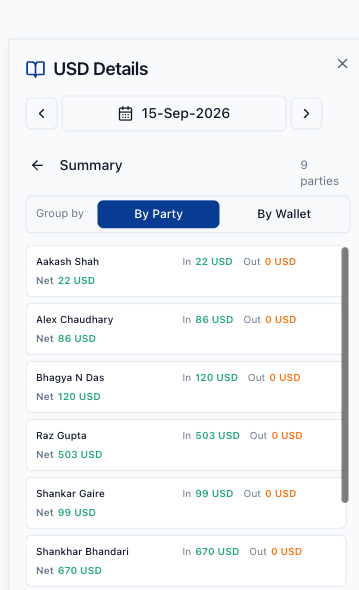 USD Details
15-Sep-2026
Summary
9 parties
Group by By Party By Wallet
Aakash Shah In 22 USD Out 0 USD
Net 22 USD
Alex Chaudhary In 86 USD Out 0 USD
Net 86 USD
Bhagya N Das In 120 USD Out 0 USD
Net 120 USD
Raz Gupta In 503 USD Out 0 USD
Net 503 USD
Shankar Gaire In 99 USD Out 0 USD
Net 99 USD
Shankhar Bhandari In 670 USD Out 0 USD
Net 670 USD